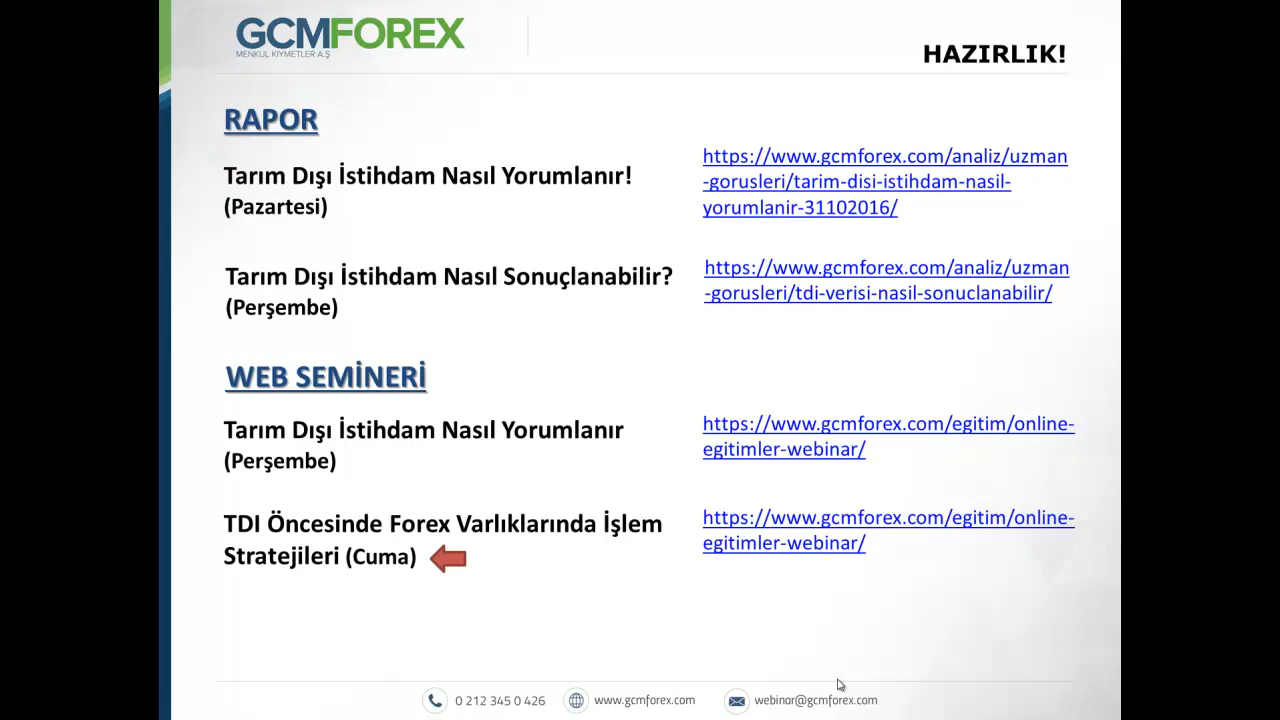 GCMFOREX
MENKUL KIYMETLER A.Ş
HAZIRLIK!
RAPOR
Tarım Dışı İstihdam Nasıl Yorumlanır!
(Pazartesi)
https://www.gcmforex.com/analiz/uzman
-gorusleri/tarim-disi-istihdam-nasil-
yorumlanir-31102016/
Tarım Dışı İstihdam Nasıl Sonuçlanabilir?
(Perşembe)
https://www.gcmforex.com/analiz/uzman
-gorusleri/tdi-verisi-nasil-sonuclanabilir/
WEB SEMİNERİ
Tarım Dışı İstihdam Nasıl Yorumlanır
(Perşembe)
https://www.gcmforex.com/egitim/online-
egitimler-webinar/
TDI Öncesinde Forex Varlıklarında İşlem
Stratejileri (Cuma)
https://www.gcmforex.com/egitim/online-
egitimler-webinar/
0 212 345 0 426
www.gcmforex.com
webinar@gcmforex.com